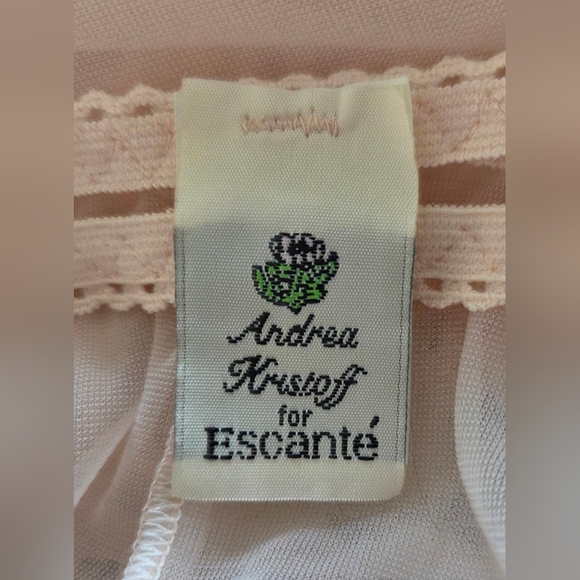 Andrea
Kristoff
for
Escanté